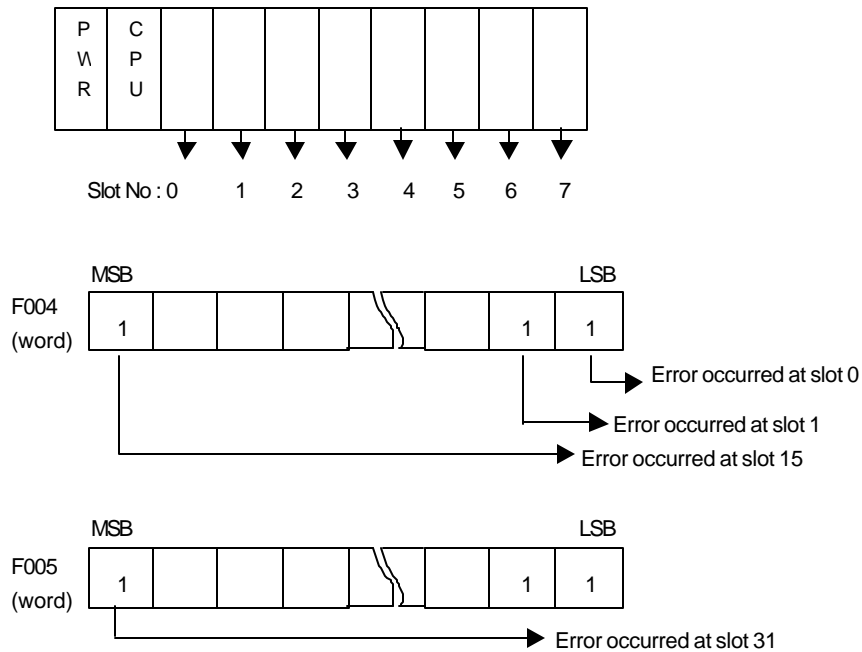 P C
W P
R U
Slot No : 0 1 2 3 4 5 6 7
MSB LSB
F004
(word)
1 1 1
Error occurred at slot 0
Error occurred at slot 1
Error occurred at slot 15
MSB LSB
F005
(word)
1 1 1
Error occurred at slot 31